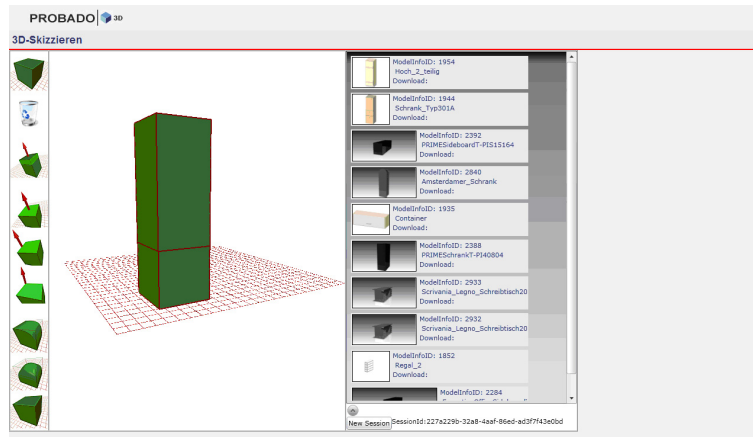 PROBADO 3D
3D-Skizzieren
ModelInfoID: 1954
Hoch_2_teilig
Download:
ModelInfoID: 1944
Schrank_Typ301A
Download:
ModelInfoID: 2392
PRIMESideboardT-PIS15164
Download:
ModelInfoID: 2840
Amsterdamer_Schrank
Download:
ModelInfoID: 1935
Container
Download:
ModelInfoID: 2388
PRIMESchrankT-PI40804
Download:
ModelInfoID: 2933
Scrivania_Legno_Schreibtisch20
Download:
ModelInfoID: 2932
Scrivania_Legno_Schreibtisch20
Download:
ModelInfoID: 1852
Regal_2
Download:
ModelInfoID: 2284
New Session SessionId:227a229b-32a8-4aaf-86ed-ad3f7f43e0bd